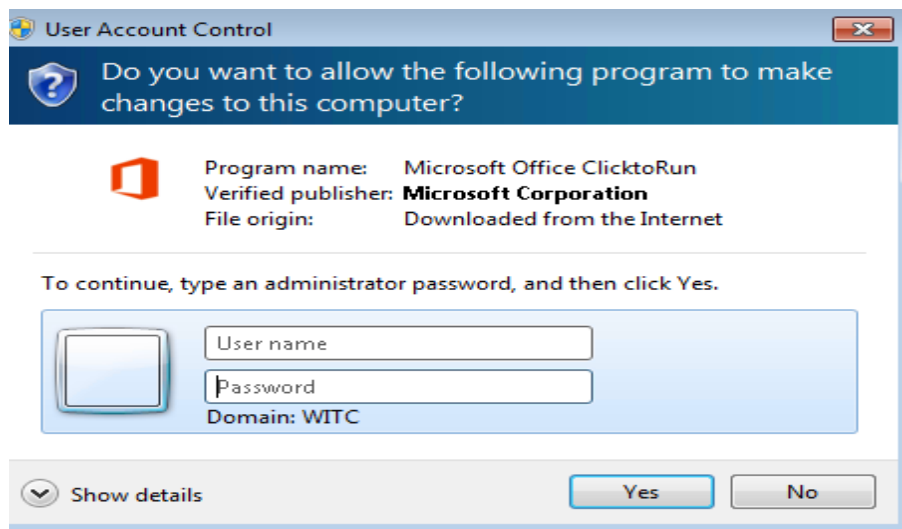 User Account Control
Do you want to allow the following program to make
changes to this computer?
Program name: Microsoft Office ClicktoRun
Verified publisher: Microsoft Corporation
File origin: Downloaded from the Internet
To continue, type an administrator password, and then click Yes.
User name
Password
Domain: WITC
Show details Yes No